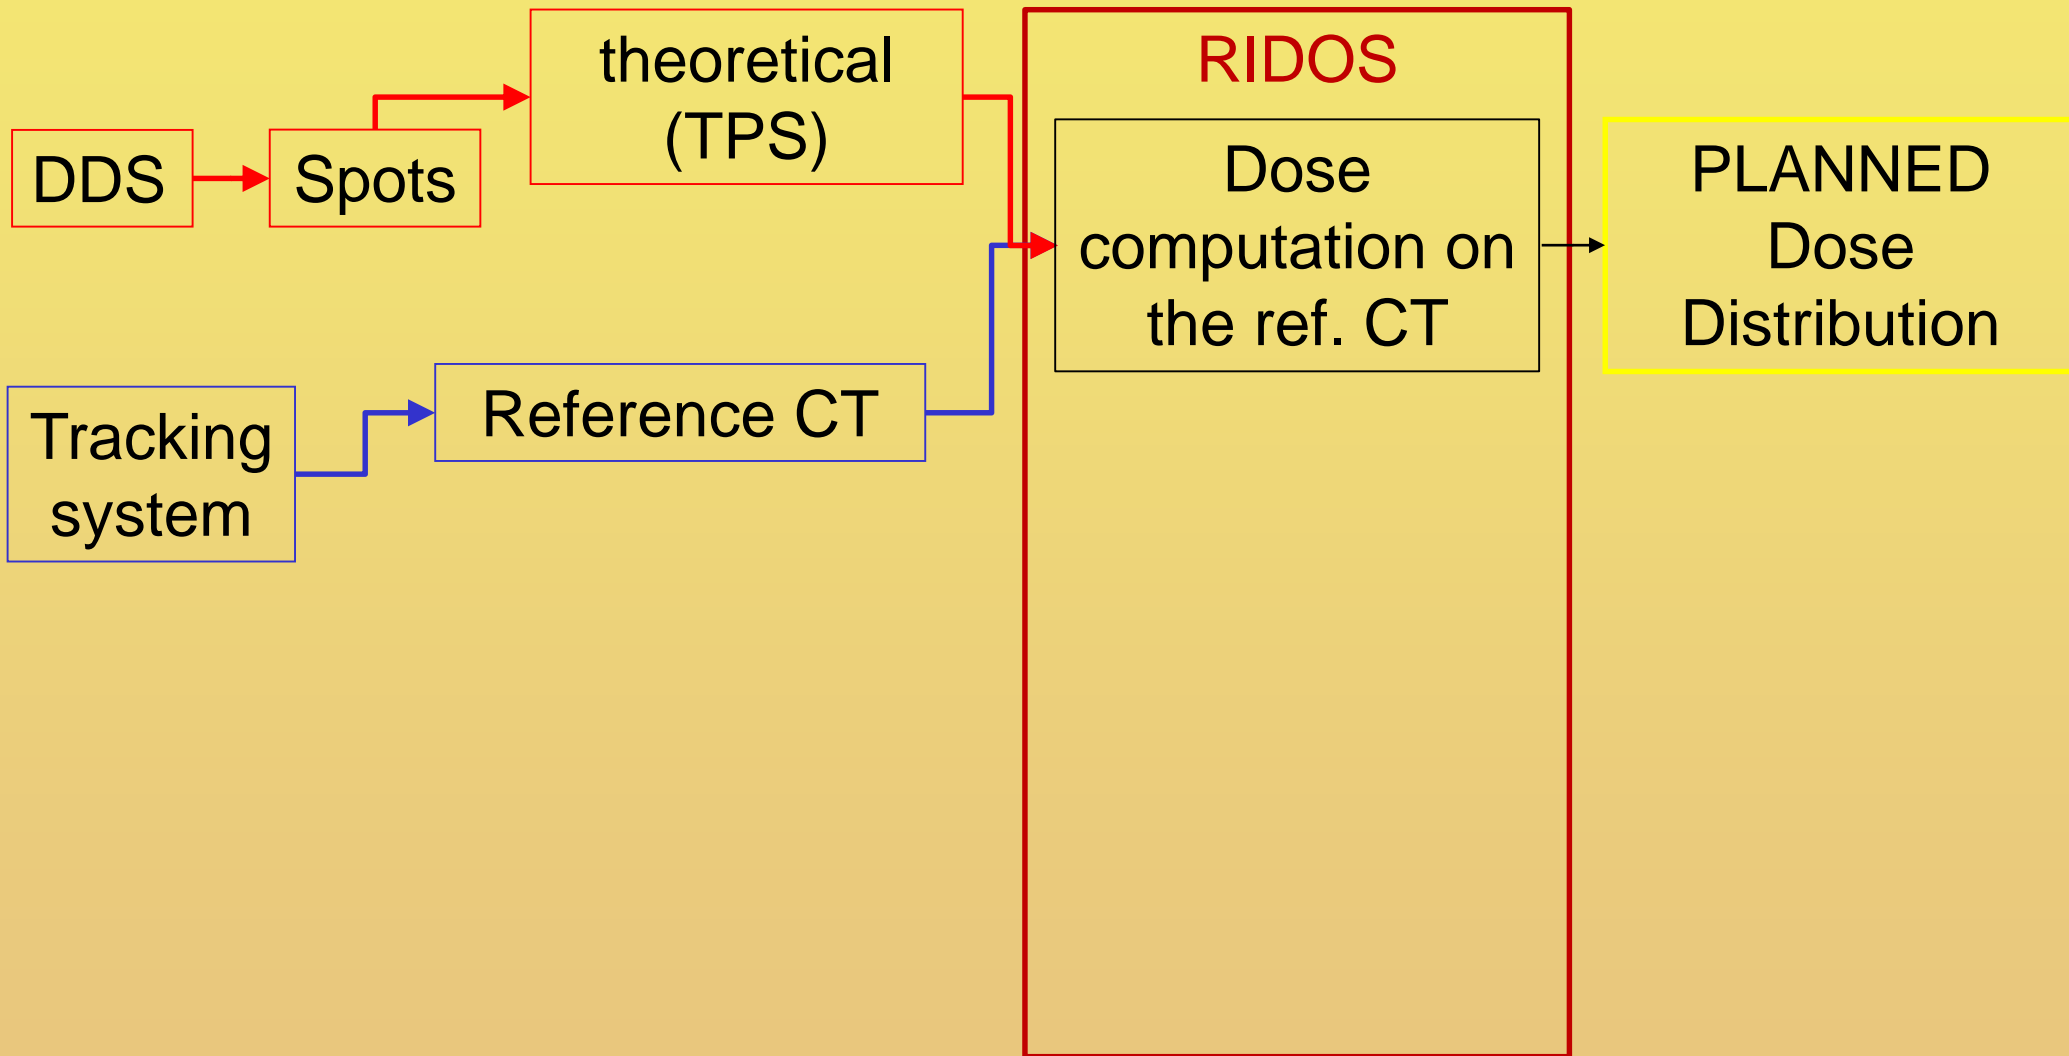 DDS
Spots
theoretical
(TPS)
Tracking
system
Reference CT
RIDOS
Dose
computation on
the ref. CT
PLANNED
Dose
Distribution